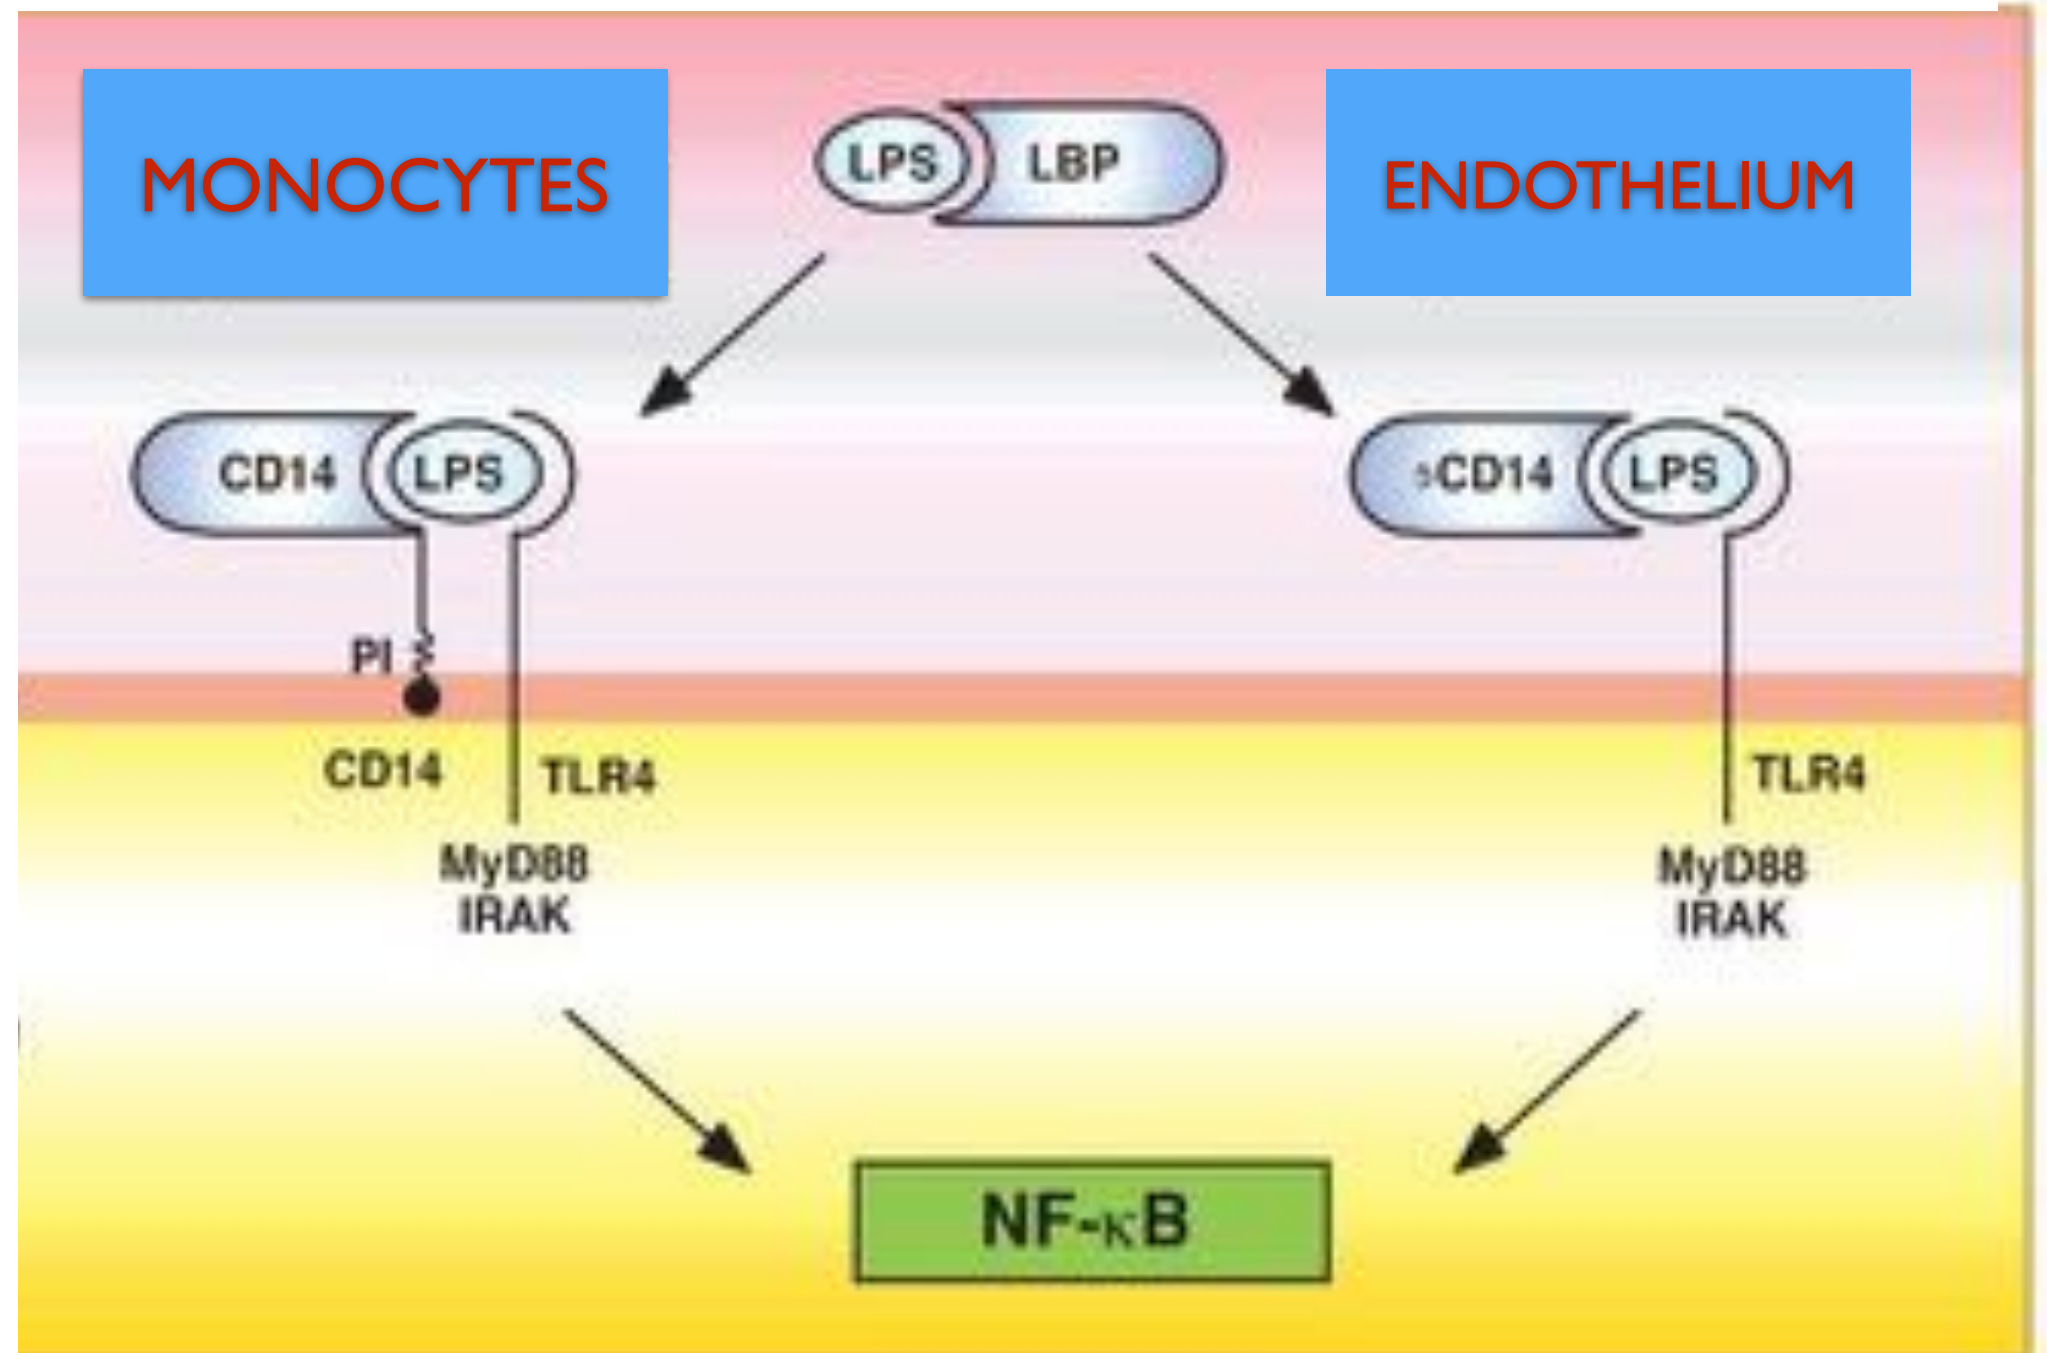 MONOCYTES
LPS LBP
ENDOTHELIUM
CD14 LPS
sCD14 LPS
PI
CD14 TLR4
TLR4
MyD88
IRAK
MyD88
IRAK
NF-κB